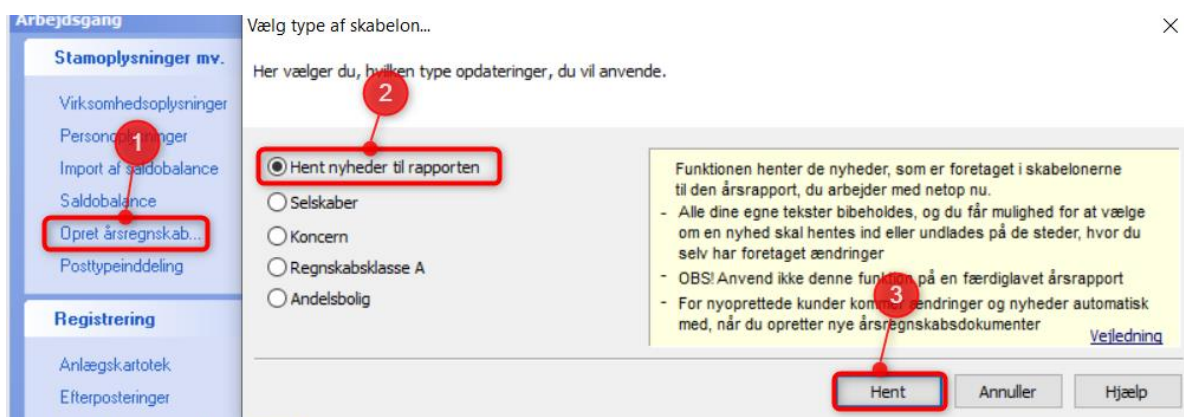 Arbejdsgang
Stamoplysninger mv.
Virksomhedsoplysninger
1
Import af saldobalance
Saldobalance
Opret årsregnskab...
Posttypeinddeling
Registrering
Anlægskartotek
Efterposteringer
Vælg type af skabelon...
Her vælger du, hvilken type opdateringer, du vil anvende.
2
Hent nyheder til rapporten
Selskaber
Koncern
Regnskabsklasse A
Andelsbolig
Funktionen henter de nyheder, som er foretaget i skabelonerne
til den årsrapport, du arbejder med netop nu.
- Alle dine egne tekster bibeholdes, og du får mulighed for at vælge
om en nyhed skal hentes ind eller undlades på de steder, hvor du
selv har foretaget ændringer
- OBS! Anvend ikke denne funktion på en færdiglavet årsrapport
- For nyoprettede kunder kommer ændringer og nyheder automatisk
med, når du opretter nye årsregnskabsdokumenter
Vejledning
3
Hent
Annuller
Hjælp